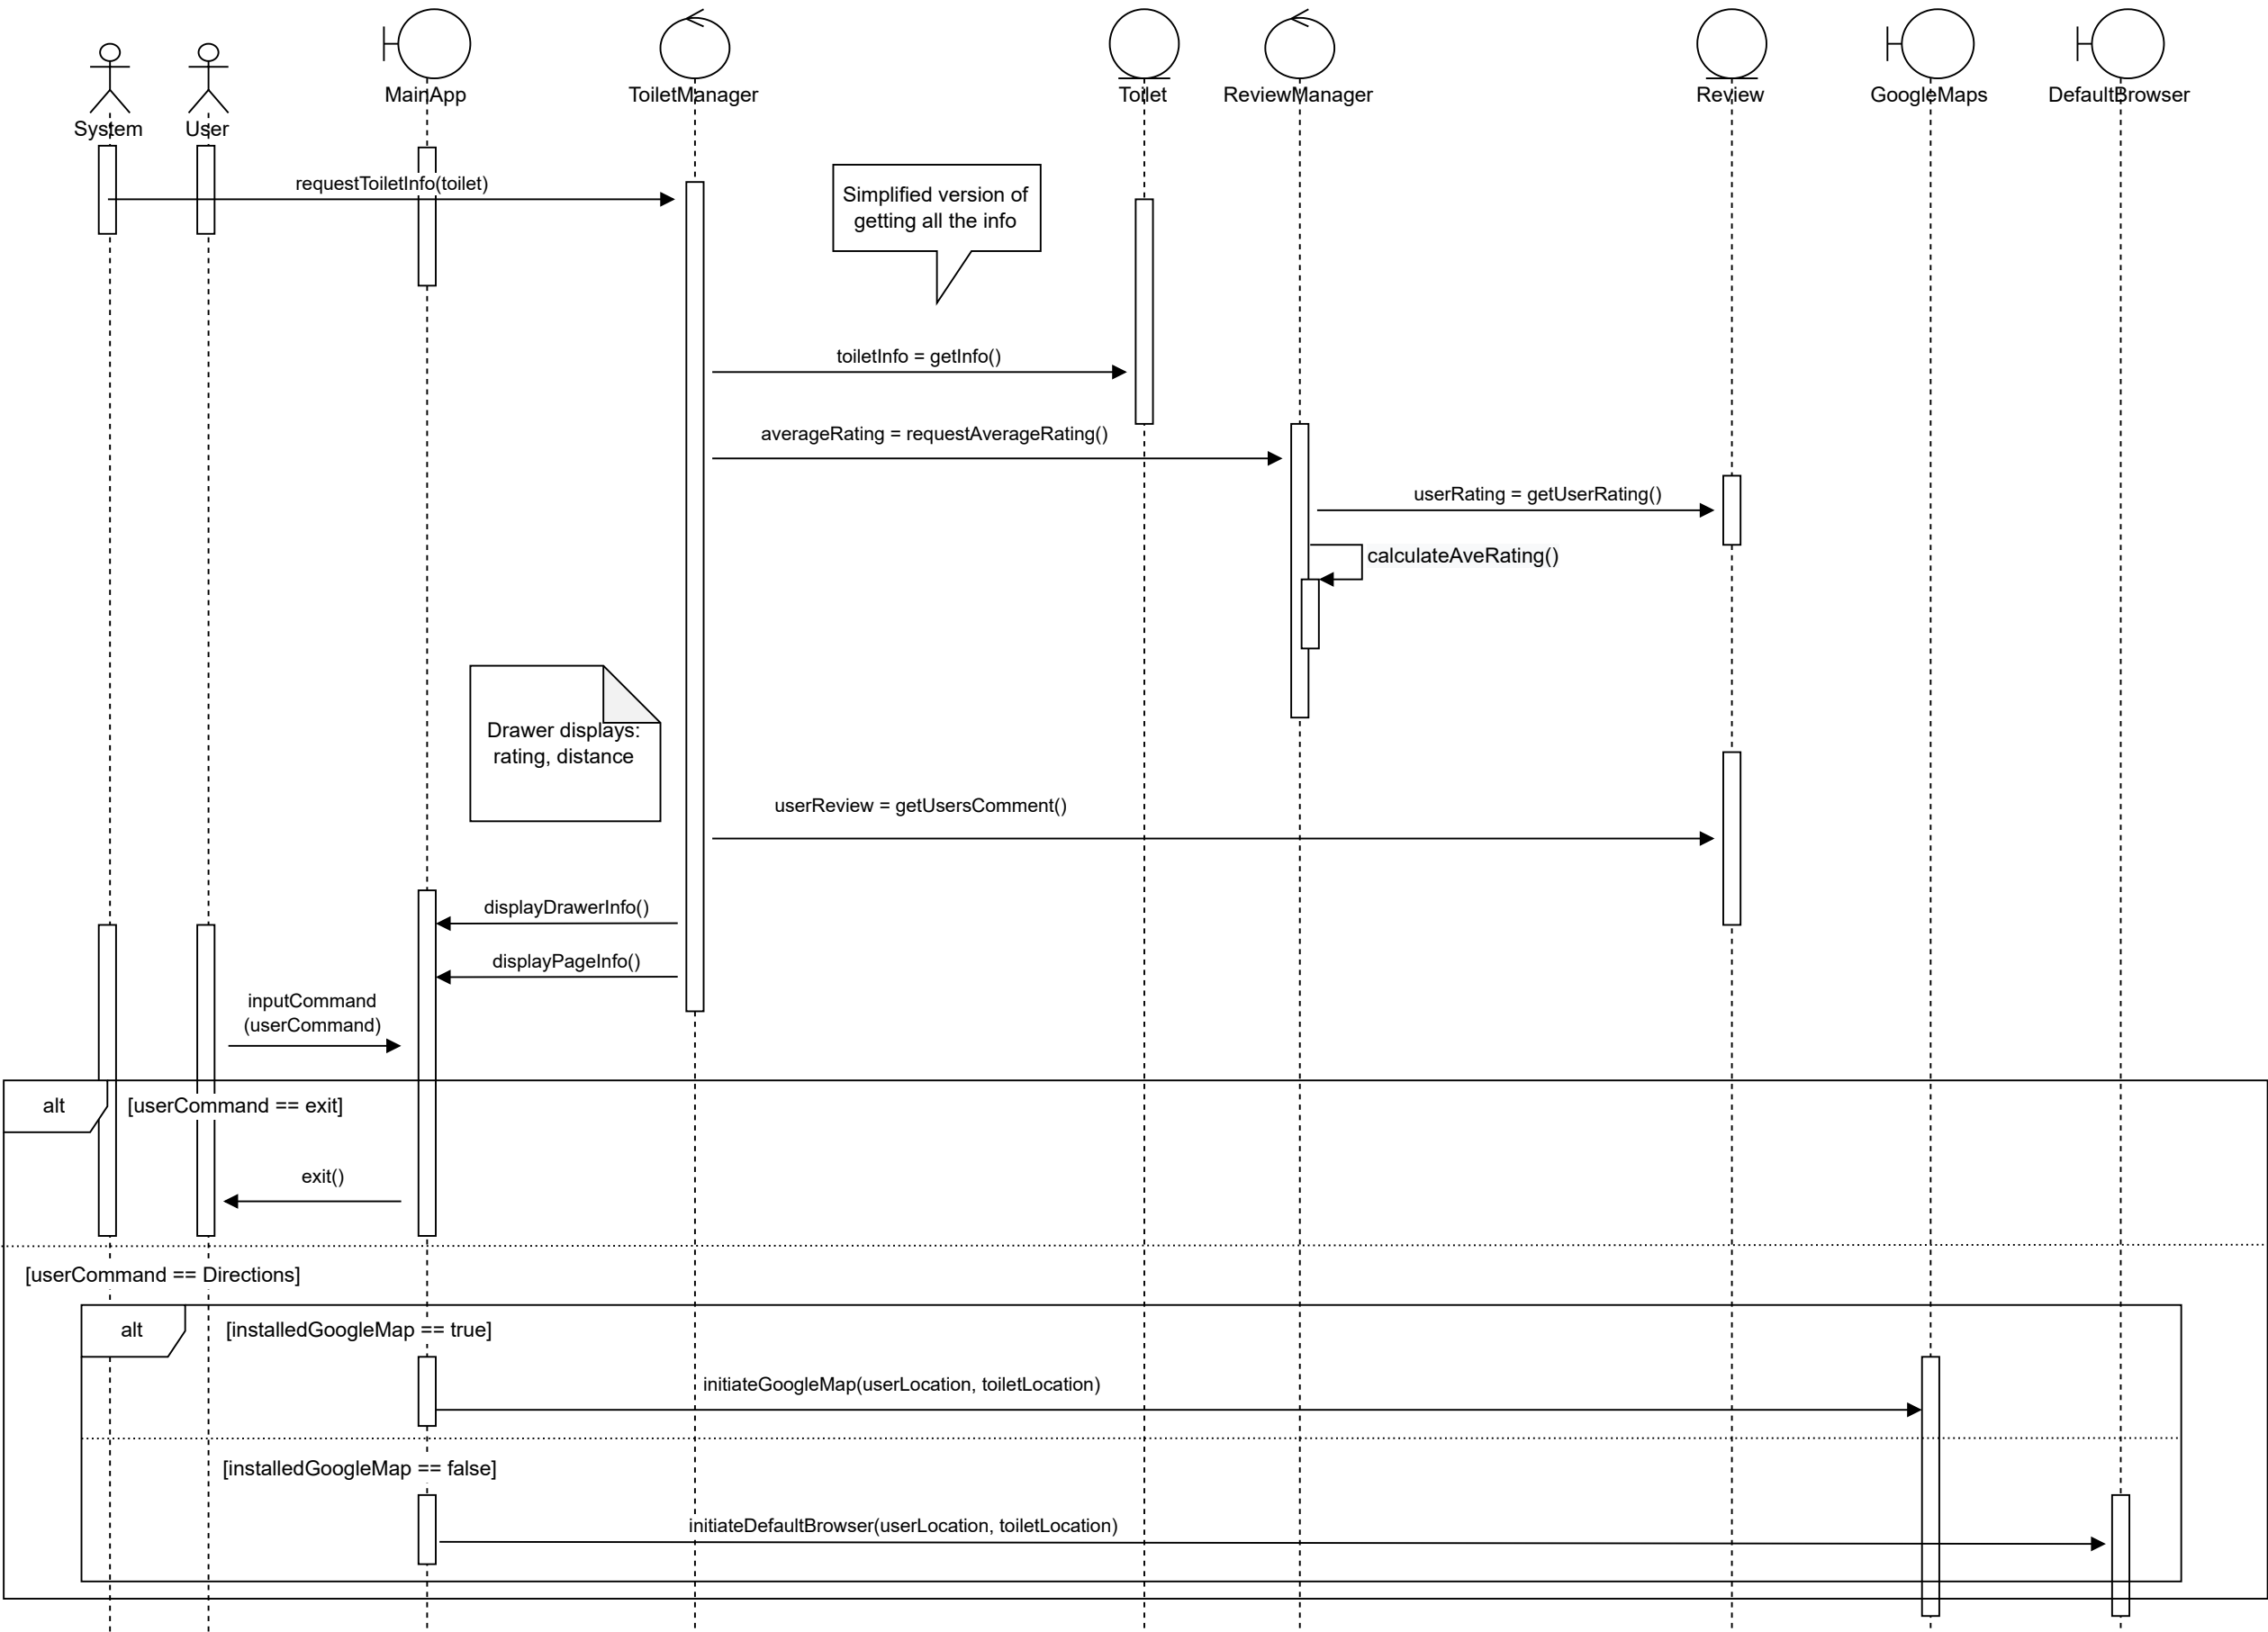 System
User
MainApp
ToiletManager
Toilet
ReviewManager
Review
GoogleMaps
DefaultBrowser
requestToiletInfo(toilet)
Simplified version of
getting all the info
toiletInfo = getInfo()
averageRating = requestAverageRating()
userRating = getUserRating()
calculateAveRating()
Drawer displays:
rating, distance
userReview = getUsersComment()
displayDrawerInfo()
displayPageInfo()
inputCommand
(userCommand)
alt
[userCommand == exit]
exit()
[userCommand == Directions]
alt
[installedGoogleMap == true]
initiateGoogleMap(userLocation, toiletLocation)
[installedGoogleMap == false]
initiateDefaultBrowser(userLocation, toiletLocation)